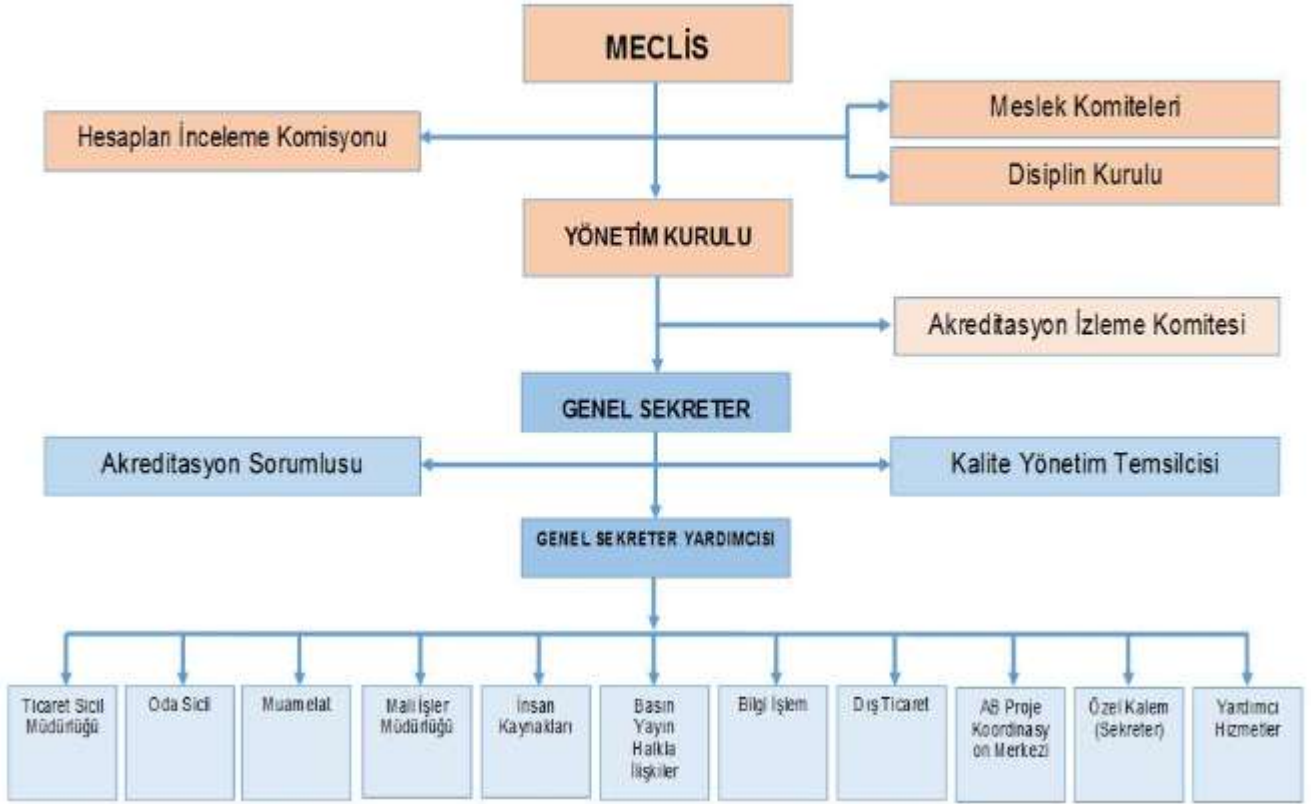 MECLİS
Meslek Komiteleri
Hesapları İnceleme Komisyonu
Disiplin Kurulu
YÖNETİM KURULU
Akreditasyon İzleme Komitesi
GENEL SEKRETER
Akreditasyon Sorumlusu
Kalite Yönetim Temsilcisi
GENEL SEKRETER YARDIMCISI
Ticaret Sicil
Müdürlüğü
Oda Sicil
Muamelat
Mali İşler
Müdürlüğü
İnsan
Kaynakları
Basın
Yayın
Halkla
İlişkiler
Bilgi İşlem
Dış Ticaret
AB Proje
Koordinasy
on Merkezi
Özel Kalem
(Sekreter)
Yardımcı
Hizmetler